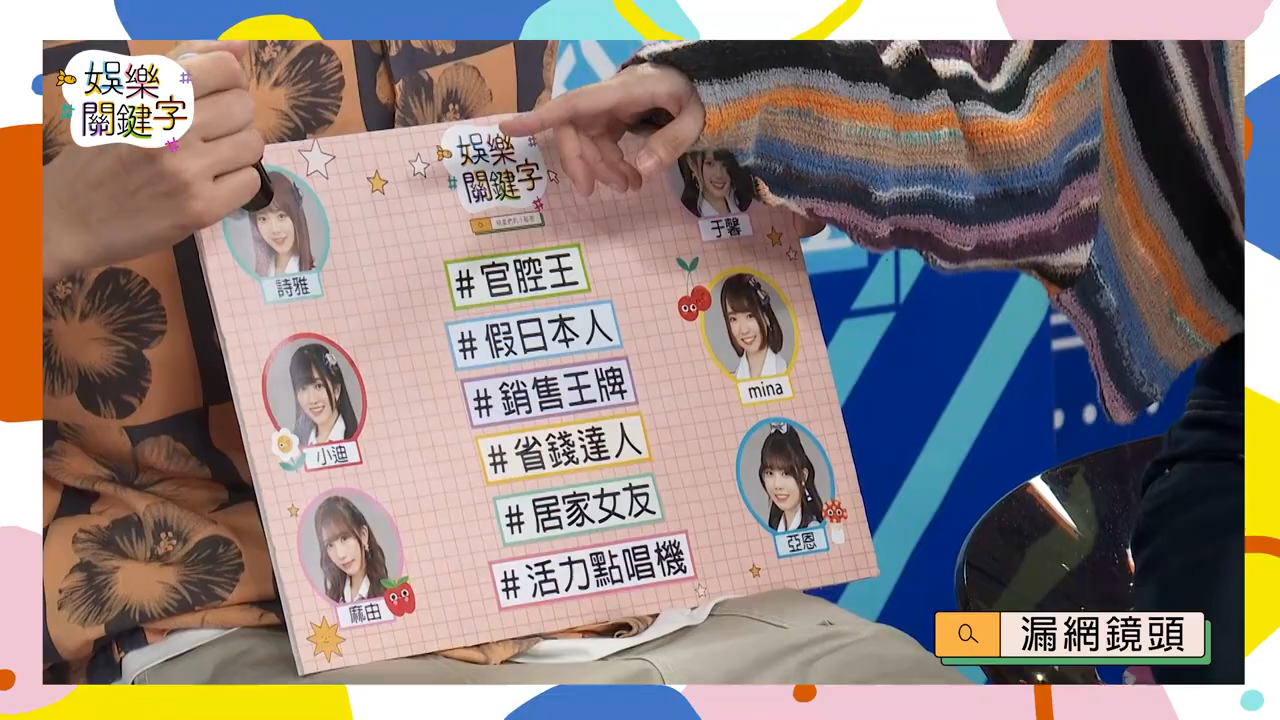 娛樂
關鍵字
娛樂
關鍵字
詩雅
于馨
#官腔王
#假日本人
#銷售王牌
#省錢達人
#居家女友
#活力點唱機
小迪
mina
麻由
亞恩
漏網鏡頭